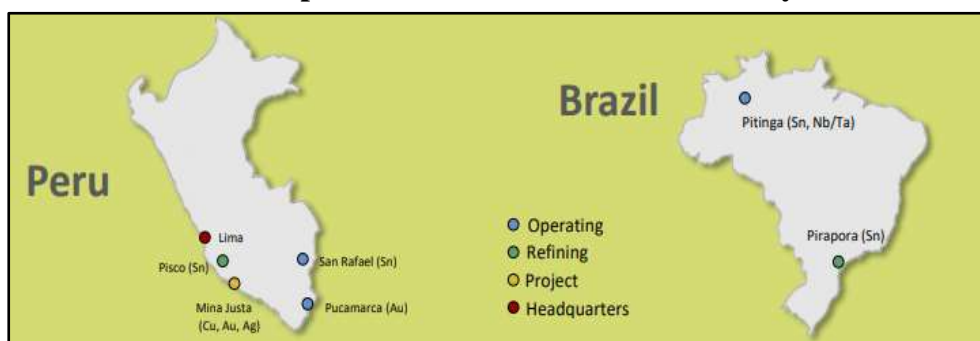 Peru
Lima
Pisco (Sn)
San Rafael (Sn)
Mina Justa
(Cu, Au, Ag)
Pucamarca (Au)
Brazil
Pitinga (Sn, Nb/Ta)
Pirapora (Sn)
Operating
Refining
Project
Headquarters